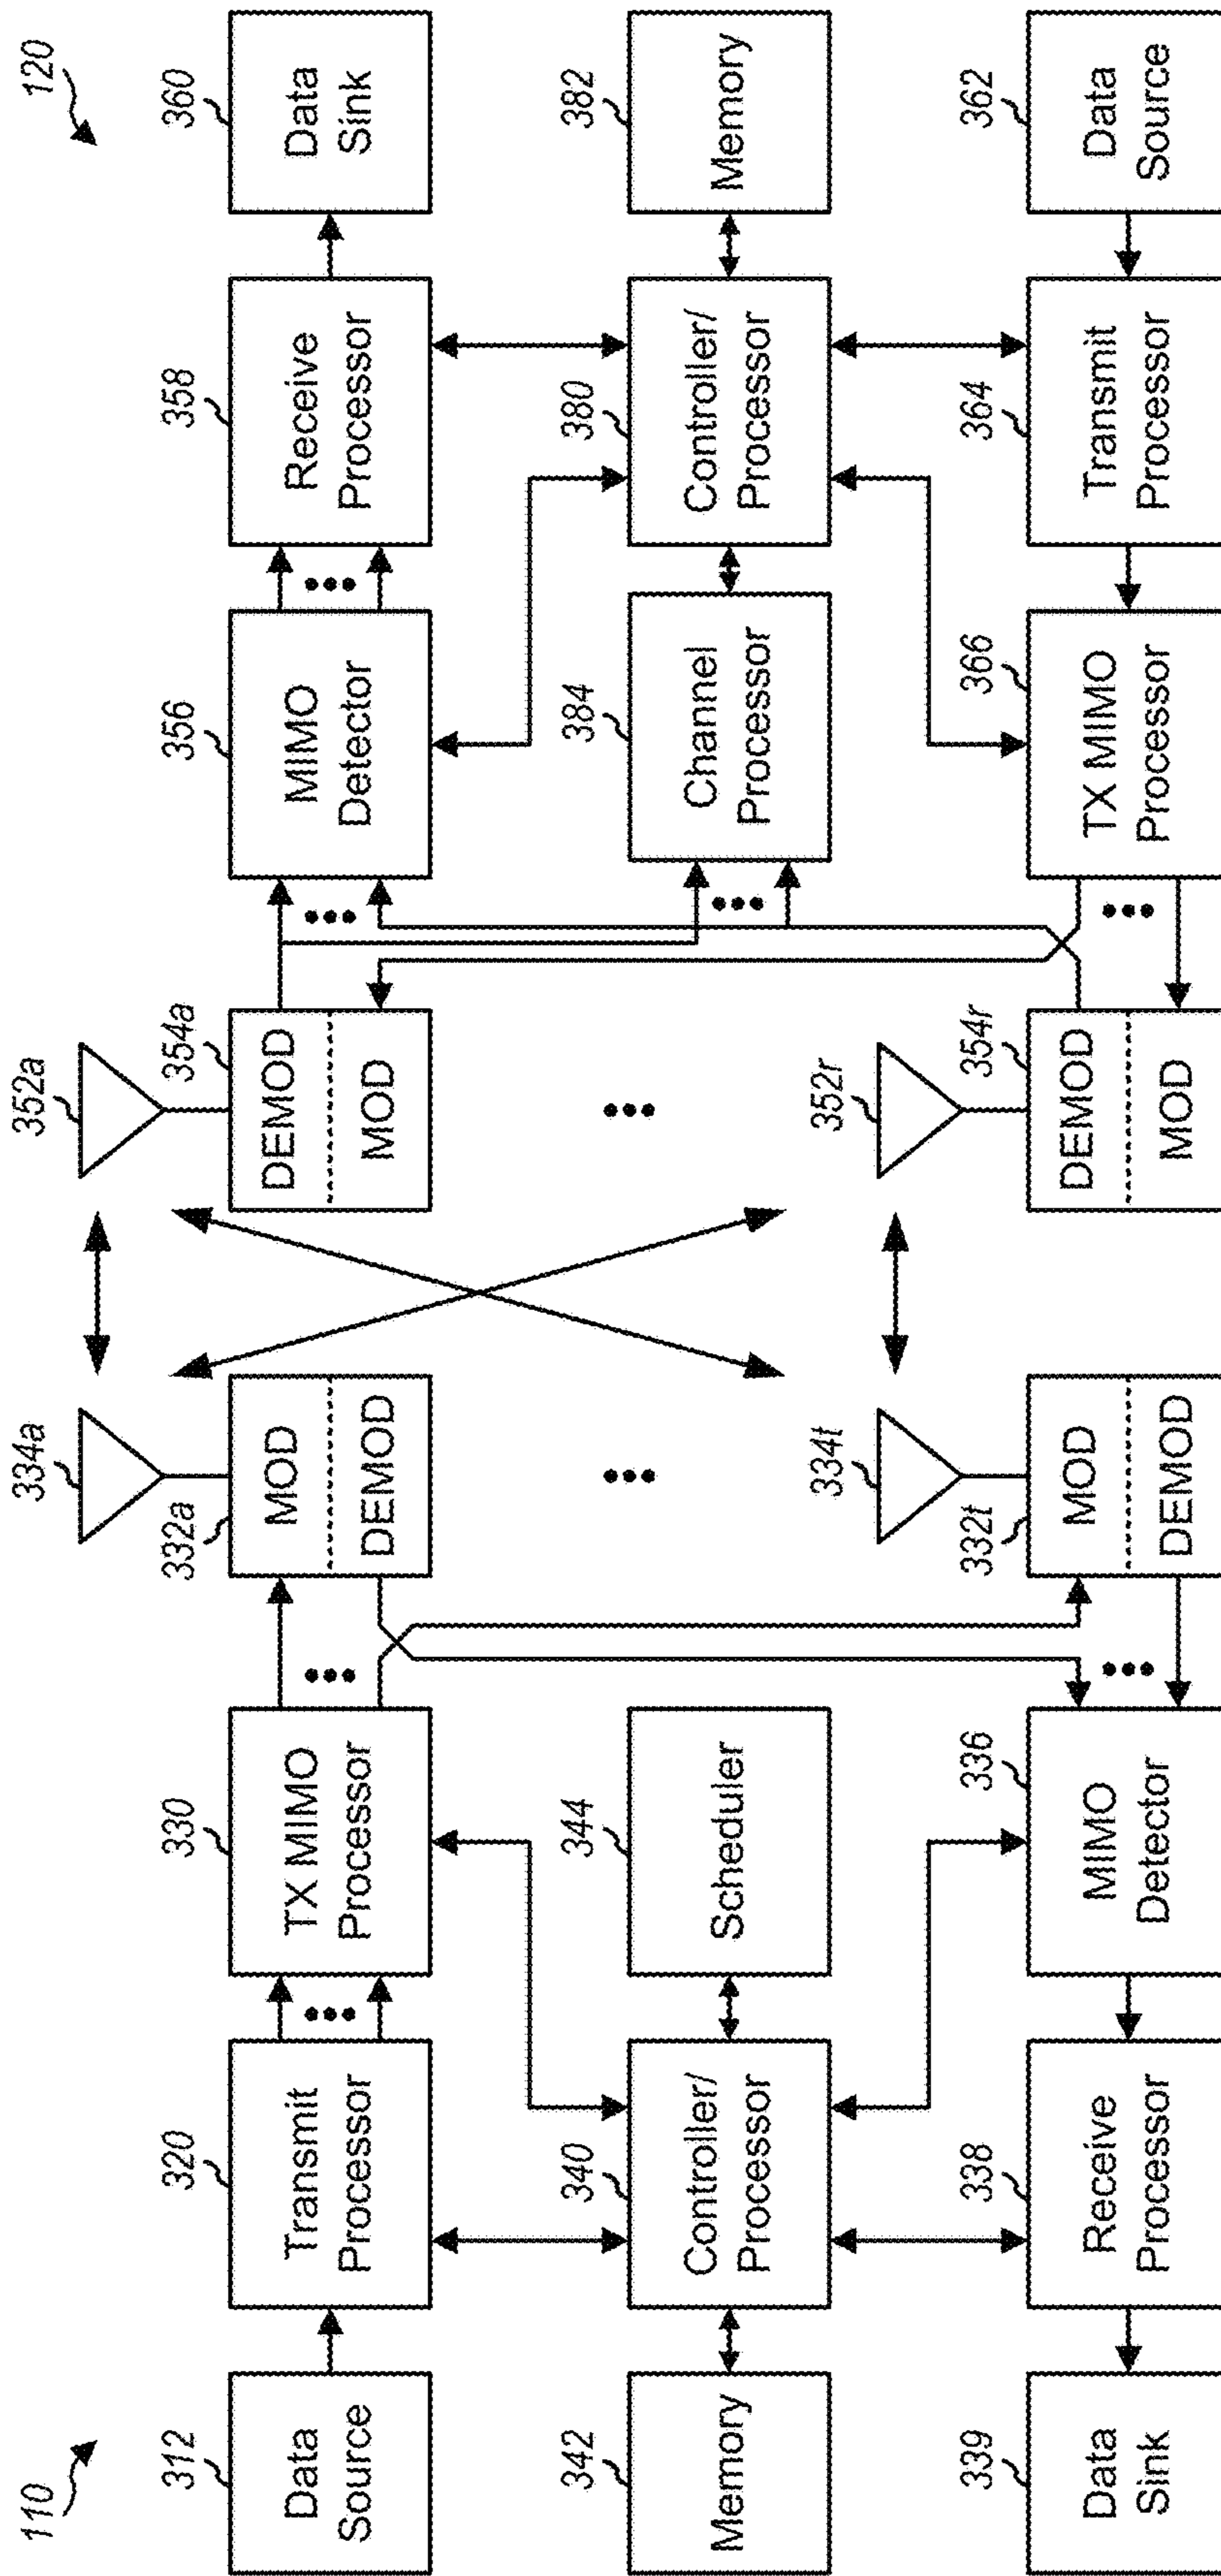 110
120
312
Data
Source
320
Transmit
Processor
330
TX MIMO
Processor
•••
•••
332a
334a
MOD
DEMOD
352a
354a
DEMOD
MOD
•••
356
MIMO
Detector
•••
358
Receive
Processor
360
Data
Sink
342
Memory
340
Controller/
Processor
344
Scheduler
•••
•••
•••
384
Channel
Processor
380
Controller/
Processor
382
Memory
339
Data
Sink
338
Receive
Processor
336
MIMO
Detector
•••
332t
334t
MOD
DEMOD
352r
354r
DEMOD
MOD
•••
366
TX MIMO
Processor
364
Transmit
Processor
362
Data
Source